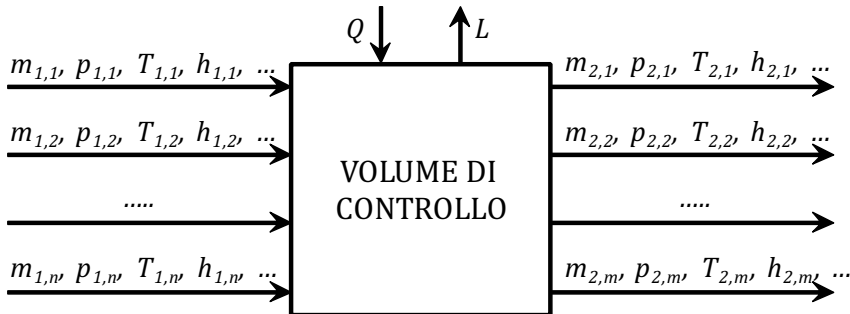 Q L
m1,1, p1,1, T1,1, h1,1, ... m2,1, p2,1, T2,1, h2,1, ...
m1,2, p1,2, T1,2, h1,2, ... m2,2, p2,2, T2,2, h2,2, ...
VOLUME DI
CONTROLLO
..... .....
m1,n, p1,n, T1,n, h1,n, ... m2,m, p2,m, T2,m, h2,m, ...